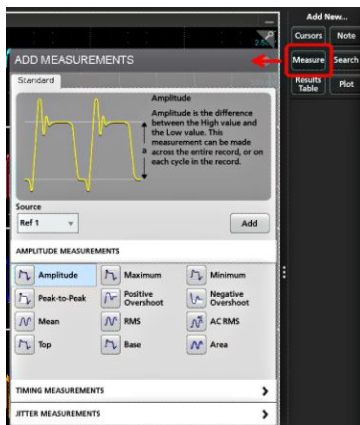 Add New...
Cursors
Note
Measure
Search
Results
Table
Plot
ADD MEASUREMENTS
Standard
Amplitude
Amplitude is the difference
between the High value and
the Low value. This
measurement can be made
across the entire record, or on
each cycle in the record.
a
Source
Ref 1
Add
AMPLITUDE MEASUREMENTS
Amplitude
Maximum
Minimum
Peak-to-Peak
Positive
Overshoot
Negative
Overshoot
Mean
RMS
AC RMS
Top
Base
Area
TIMING MEASUREMENTS
JITTER MEASUREMENTS